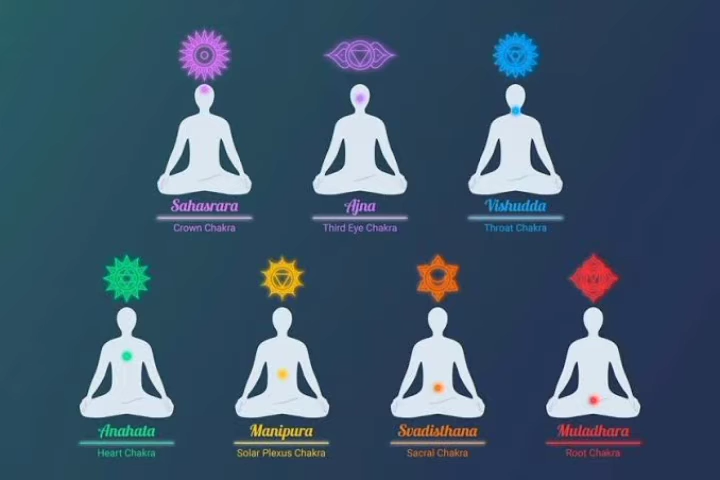 Sahasrara
Crown Chakra
Ajna
Third Eye Chakra
Vishudda
Throat Chakra
Anahata
Heart Chakra
Manipura
Solar Plexus Chakra
Svadisthana
Sacral Chakra
Muladhara
Root Chakra